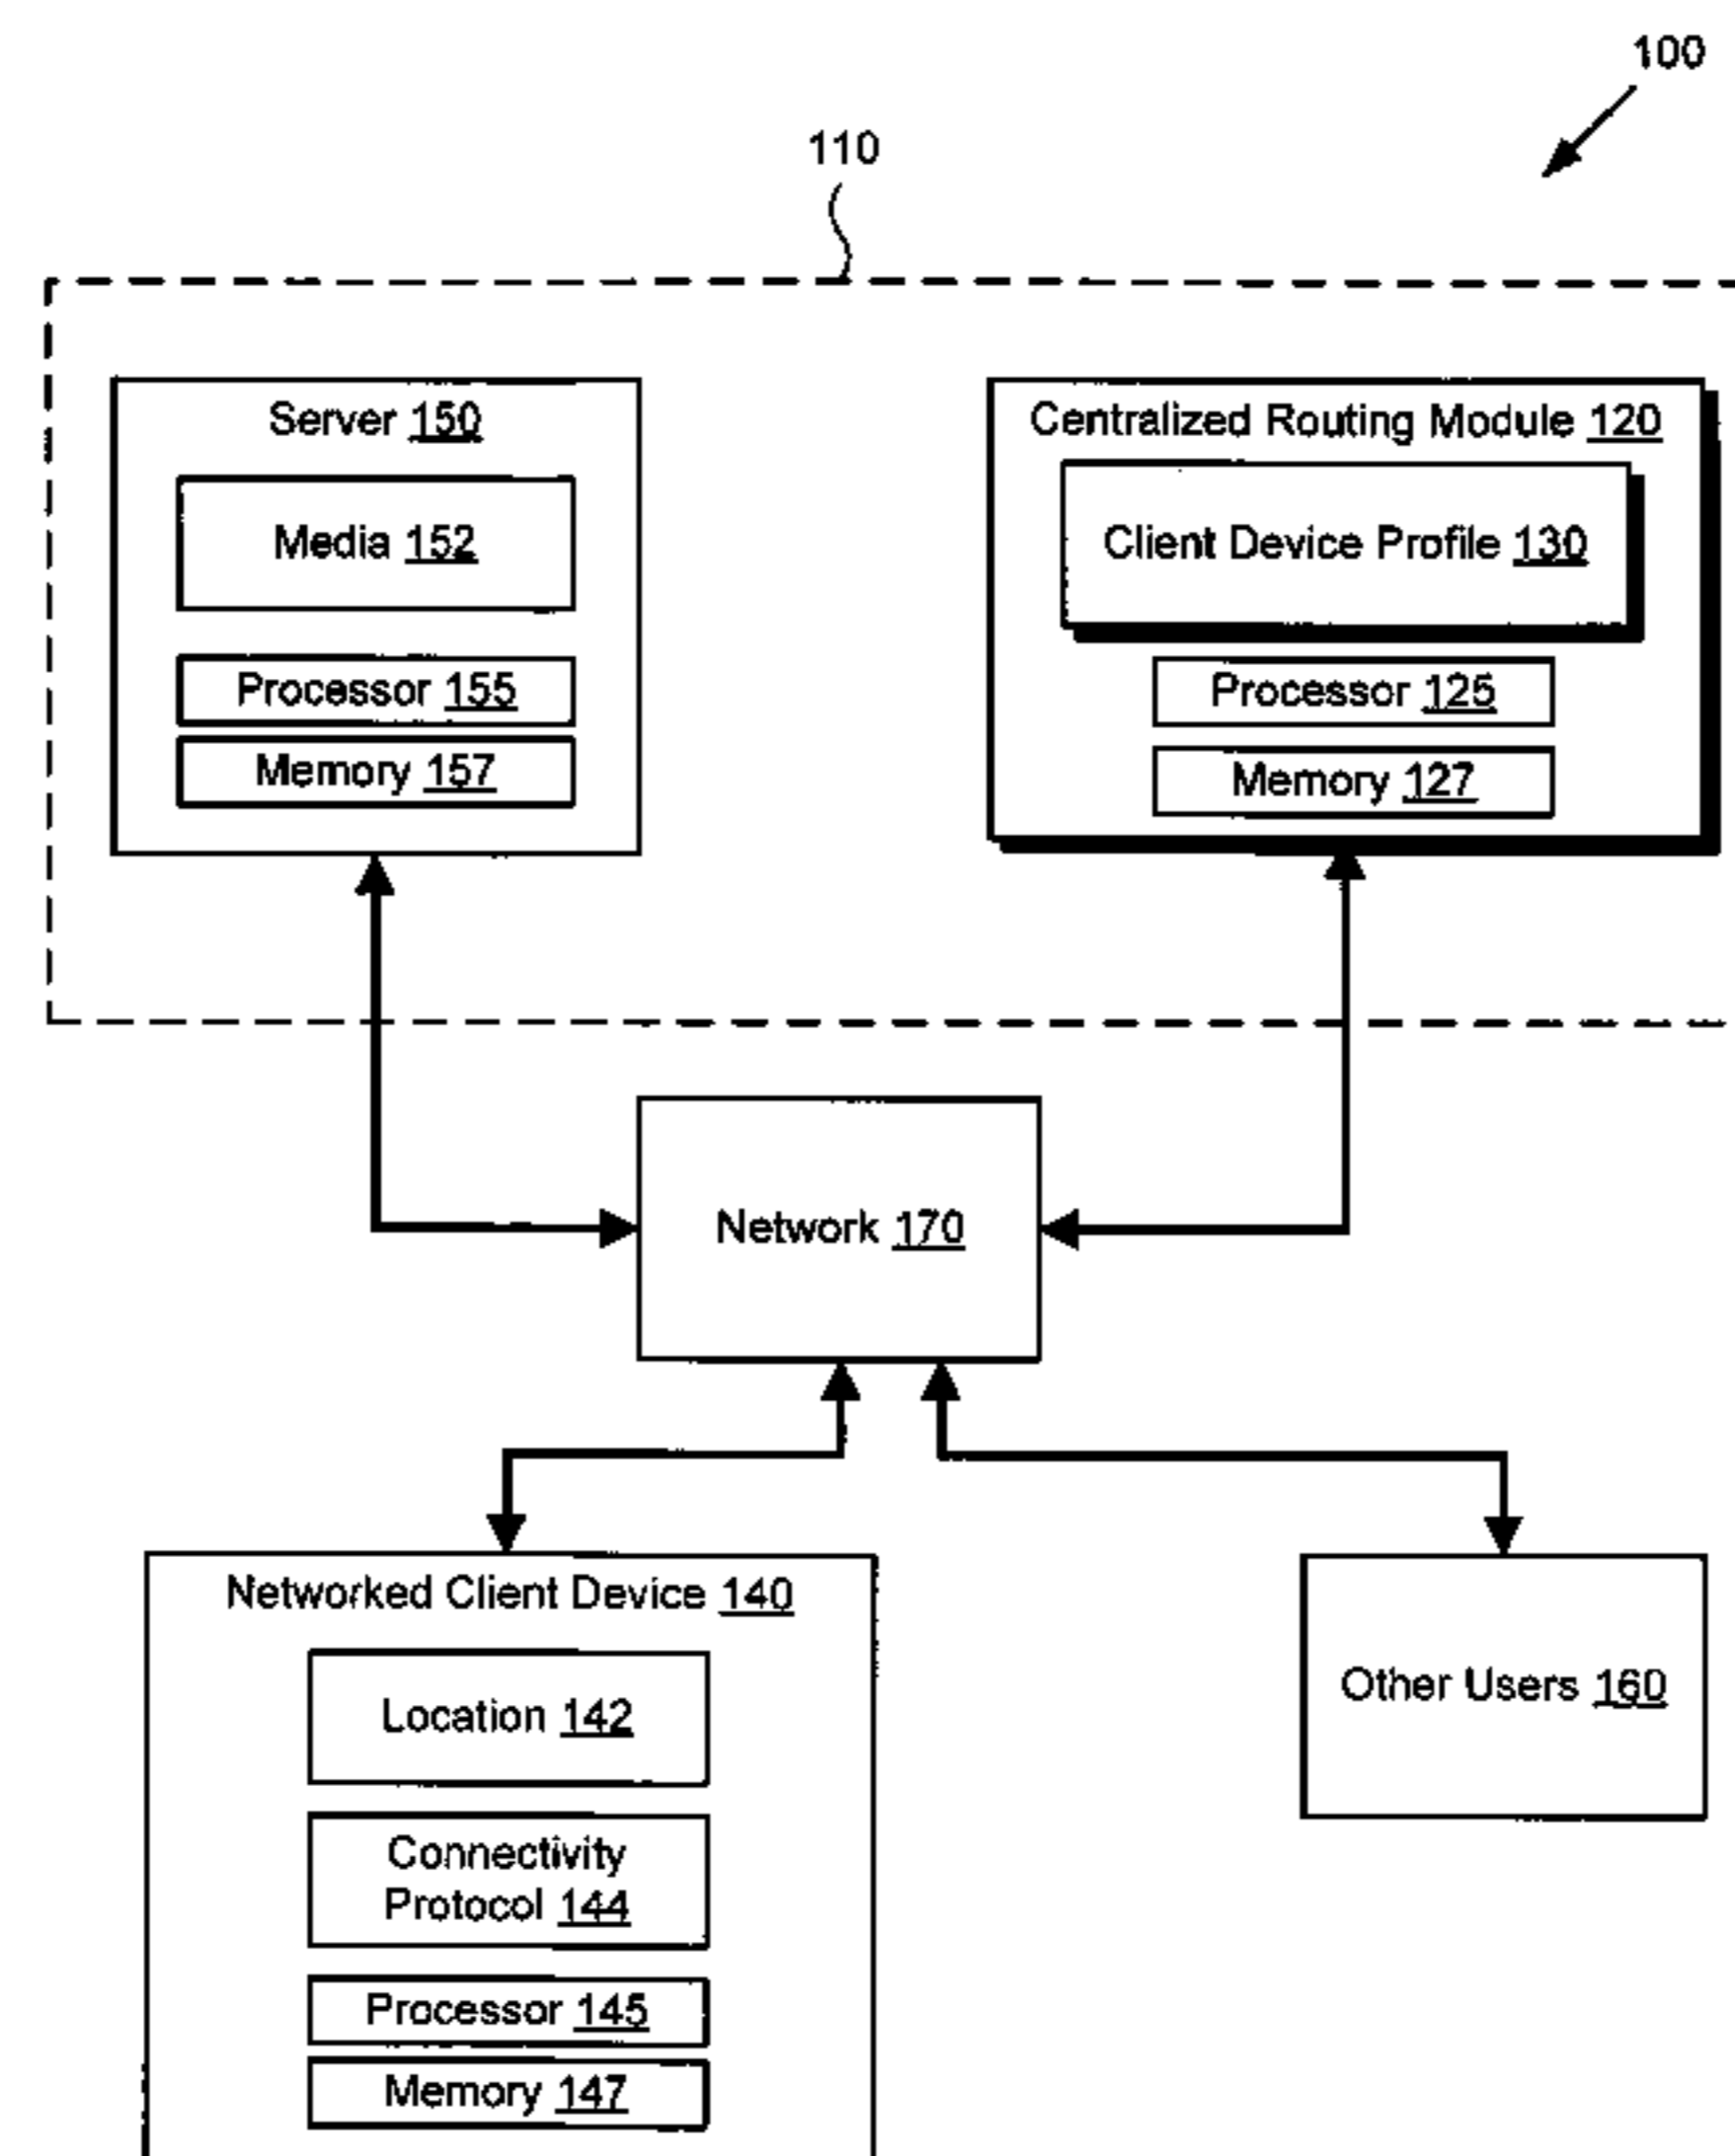 100
110
Server 150
Media 152
Processor 155
Memory 157
Centralized Routing Module 120
Client Device Profile 130
Processor 125
Memory 127
Network 170
Networked Client Device 140
Location 142
Connectivity
Protocol 144
Processor 145
Memory 147
Other Users 160